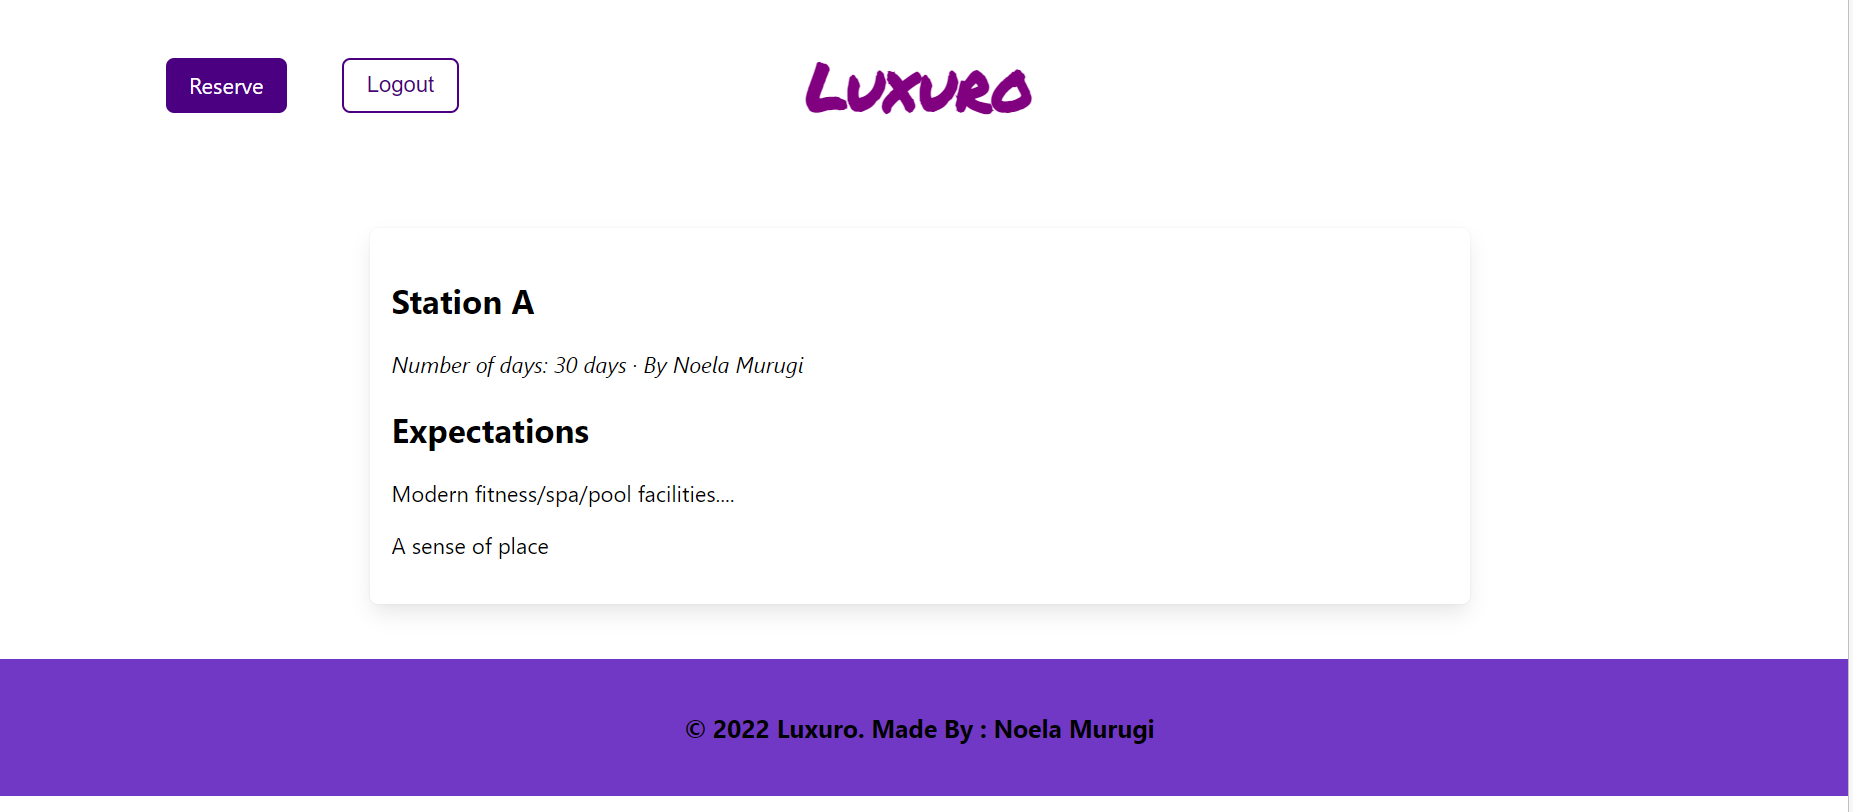 Reserve
Logout
Luxuro
Station A
Number of days: 30 days · By Noela Murugi
Expectations
Modern fitness/spa/pool facilities....
A sense of place
© 2022 Luxuro. Made By : Noela Murugi